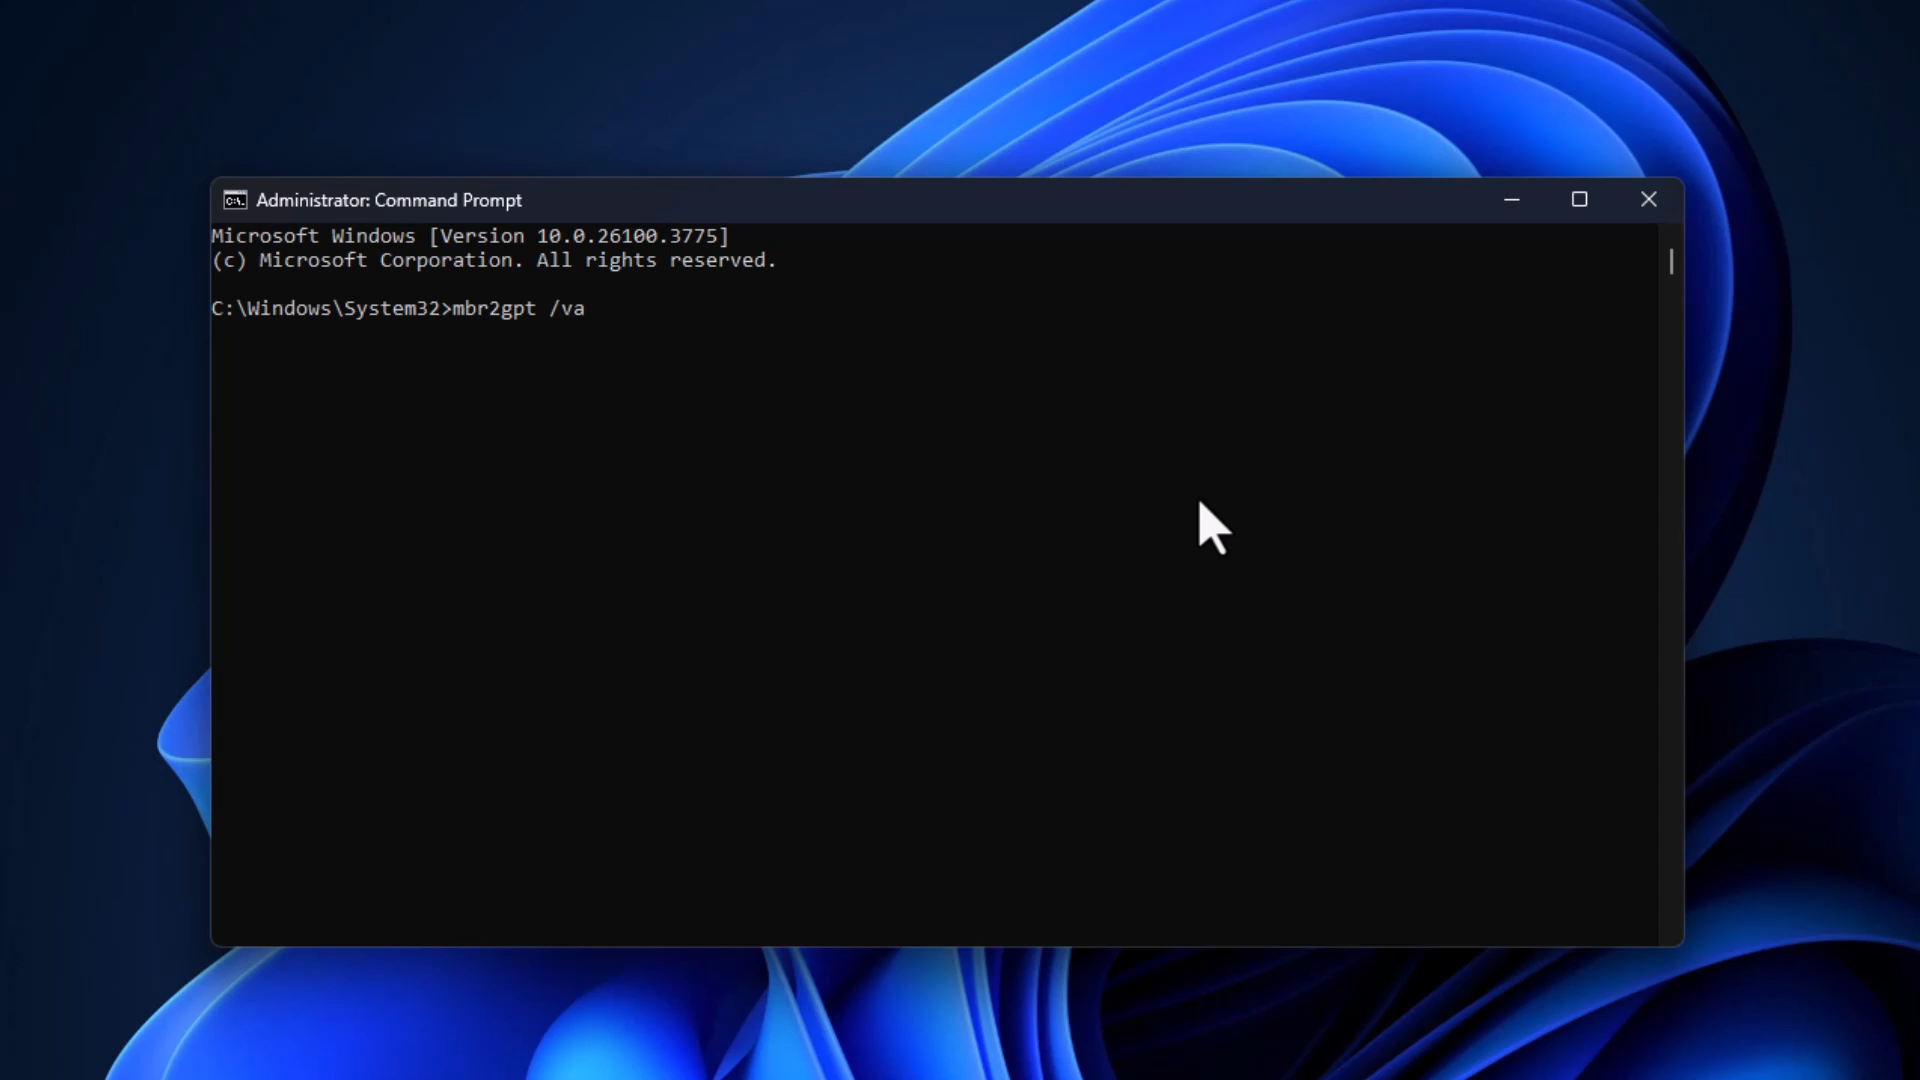 Administrator: Command Prompt
Microsoft Windows [Version 10.0.26100.3775]
(c) Microsoft Corporation. All rights reserved.
C:\Windows\System32>mbr2gpt /va